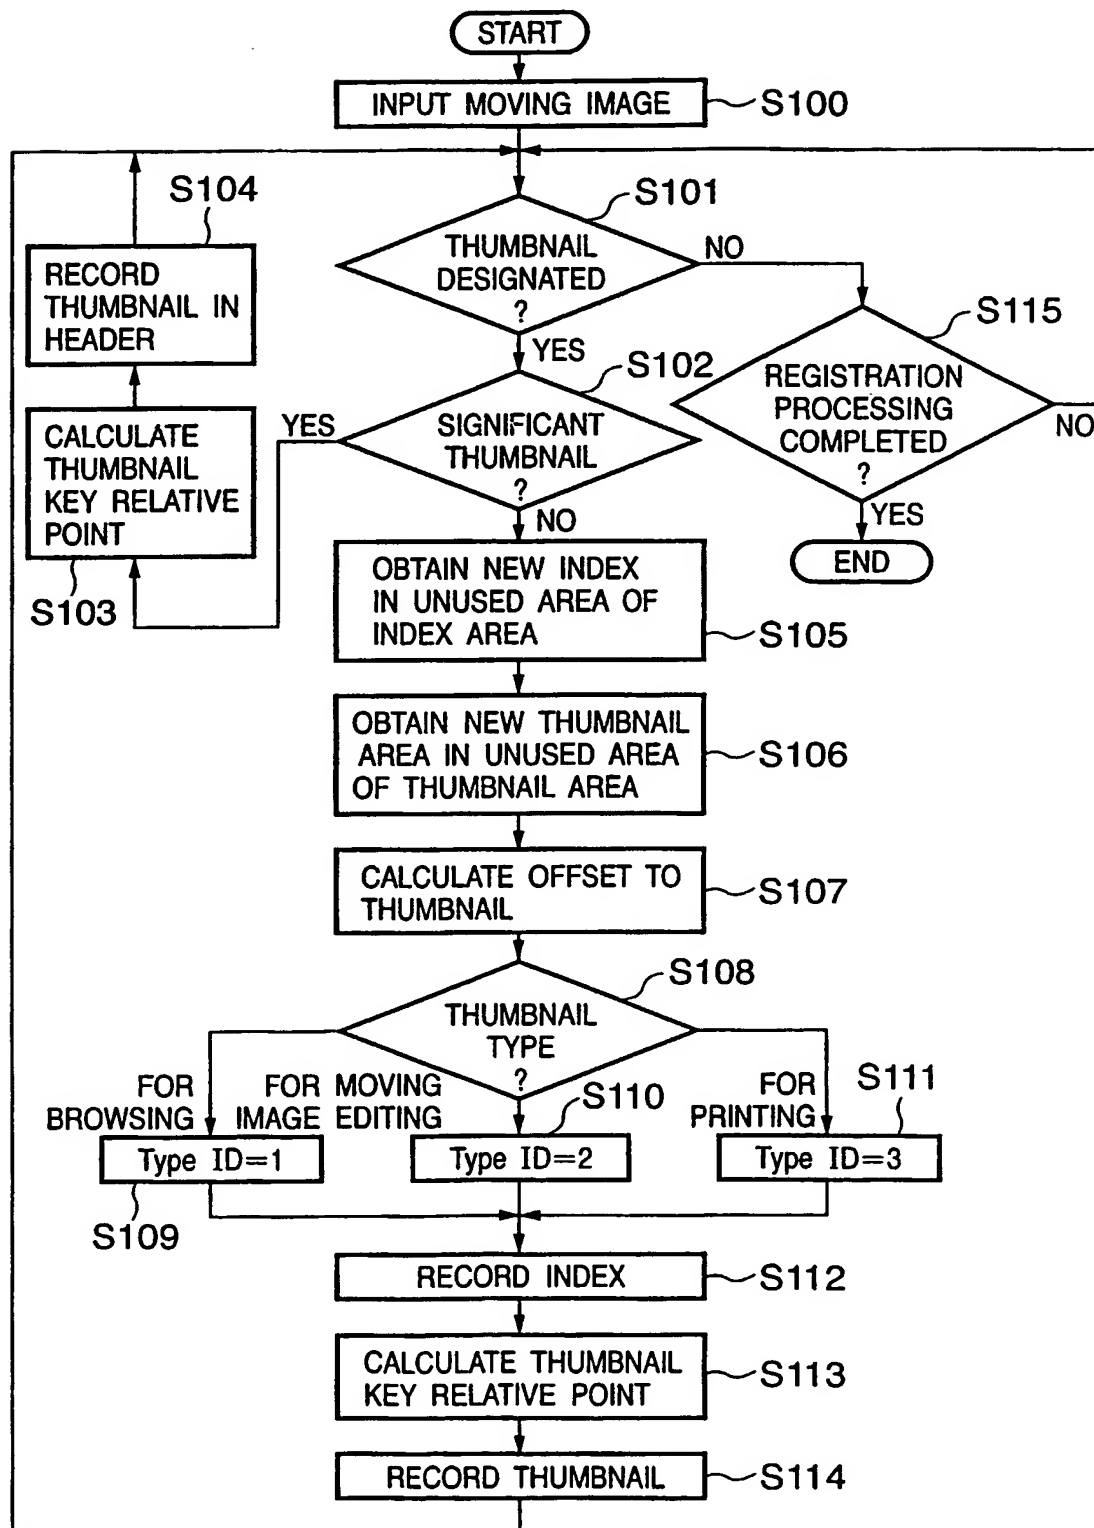 START
INPUT MOVING IMAGE
S100
S104
S101
THUMBNAIL
DESIGNATED
?
NO
YES
RECORD
THUMBNAIL IN
HEADER
S115
REGISTRATION
PROCESSING
COMPLETED
?
NO
YES
END
S102
YES
SIGNIFICANT
THUMBNAIL
?
NO
CALCULATE
THUMBNAIL
KEY RELATIVE
POINT
S103
OBTAIN NEW INDEX
IN UNUSED AREA OF
INDEX AREA
S105
OBTAIN NEW THUMBNAIL
AREA IN UNUSED AREA
OF THUMBNAIL AREA
S106
CALCULATE OFFSET TO
THUMBNAIL
S107
S108
THUMBNAIL
TYPE
?
FOR
BROWSING
FOR MOVING
IMAGE EDITING
S110
FOR
PRINTING
S111
Type ID=1
Type ID=2
Type ID=3
S109
RECORD INDEX
S112
CALCULATE THUMBNAIL
KEY RELATIVE POINT
S113
RECORD THUMBNAIL
S114